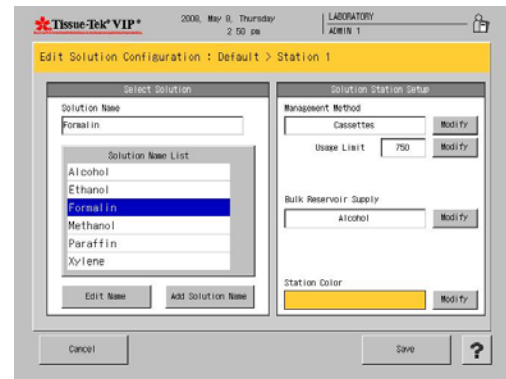 Tissue-Tek® VIP®
2008, May 8, Thursday
2 50 pm
LABORATORY
ADMIN 1
Edit Solution Configuration : Default > Station 1
Select Solution
Solution Name
Formalin
Solution Name List
Alcohol
Ethanol
Formalin
Methanol
Paraffin
Xylene
Edit Name
Add Solution Name
Solution Station Setup
Management Method
Cassettes
Modify
Usage Limit
750
Modify
Bulk Reservoir Supply
Alcohol
Modify
Station Color
Modify
Cancel
Save
?